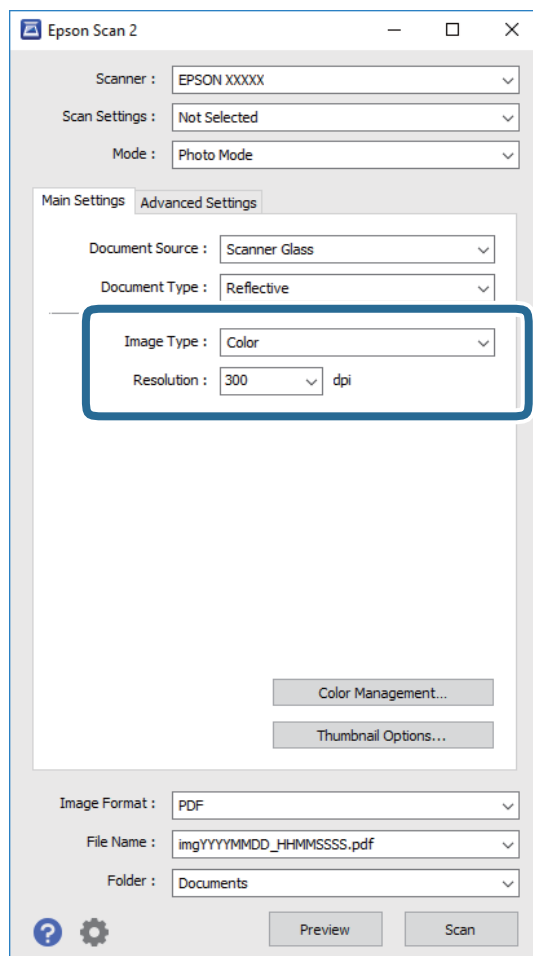 Epson Scan 2
Scanner : EPSON XXXXX
Scan Settings : Not Selected
Mode : Photo Mode
Main Settings Advanced Settings
Document Source : Scanner Glass
Document Type : Reflective
Image Type : Color
Resolution : 300 dpi
Color Management...
Thumbnail Options...
Image Format : PDF
File Name : imgYYYYMMDD_HHMMSSSS.pdf
Folder : Documents
? Preview Scan